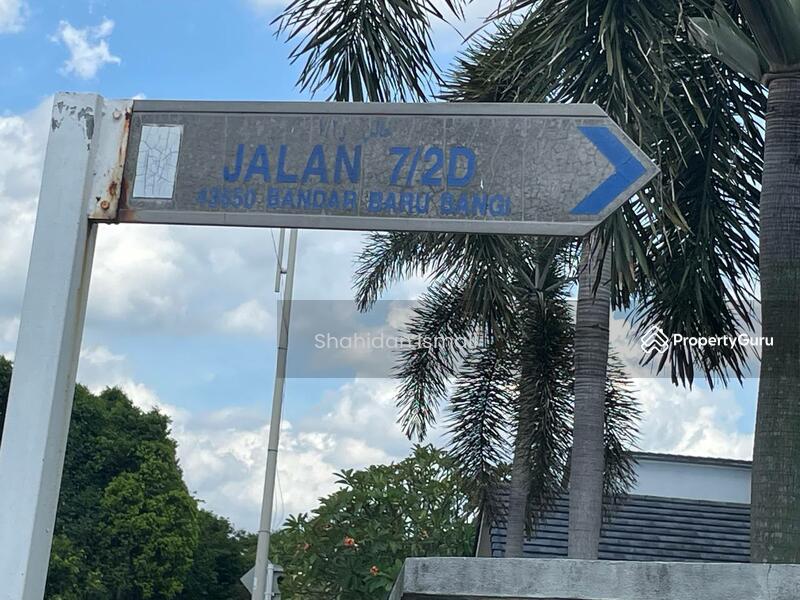 JALAN 7/2D
43650 BANDAR BARU BANGI
Shahidan Ismail
PropertyGuru